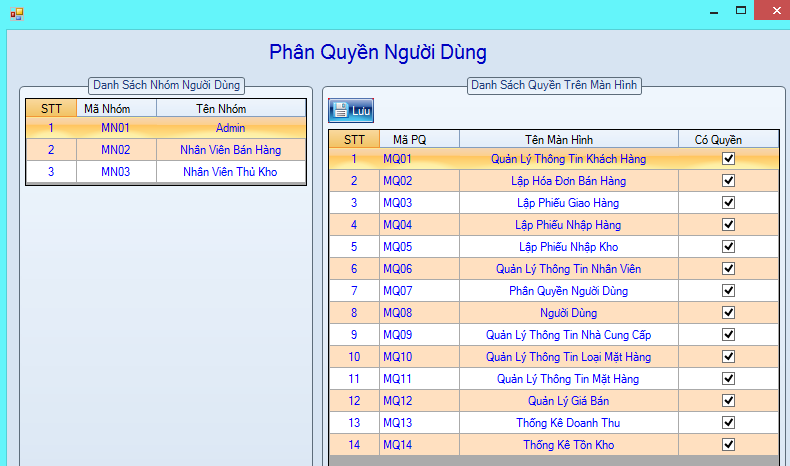 Phân Quyền Người Dùng
Danh Sách Nhóm Người Dùng
STT Mã Nhóm Tên Nhóm
1 MN01 Admin
2 MN02 Nhân Viên Bán Hàng
3 MN03 Nhân Viên Thủ Kho
Danh Sách Quyền Trên Màn Hình
Lưu
STT Mã PQ Tên Màn Hình Có Quyền
1 MQ01 Quản Lý Thông Tin Khách Hàng
2 MQ02 Lập Hóa Đơn Bán Hàng
3 MQ03 Lập Phiếu Giao Hàng
4 MQ04 Lập Phiếu Nhập Hàng
5 MQ05 Lập Phiếu Nhập Kho
6 MQ06 Quản Lý Thông Tin Nhân Viên
7 MQ07 Phân Quyền Người Dùng
8 MQ08 Người Dùng
9 MQ09 Quản Lý Thông Tin Nhà Cung Cấp
10 MQ10 Quản Lý Thông Tin Loại Mặt Hàng
11 MQ11 Quản Lý Thông Tin Mặt Hàng
12 MQ12 Quản Lý Giá Bán
13 MQ13 Thống Kê Doanh Thu
14 MQ14 Thống Kê Tồn Kho